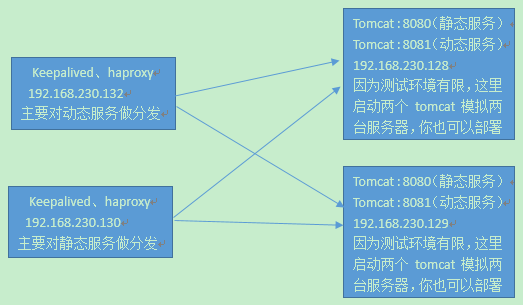 Keepalived、haproxy
192.168.230.132
主要对动态服务做分发
Keepalived、haproxy
192.168.230.130
主要对静态服务做分发
Tomcat:8080（静态服务）
Tomcat:8081（动态服务）
192.168.230.128
因为测试环境有限，这里
启动两个 tomcat 模拟两
台服务器，你也可以部署
Tomcat:8080（静态服务）
Tomcat:8081（动态服务）
192.168.230.129
因为测试环境有限，这里
启动两个 tomcat 模拟两
台服务器，你也可以部署